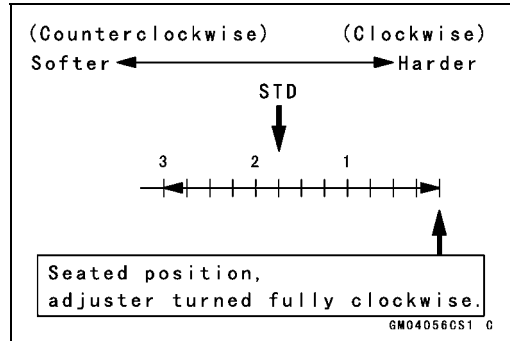 (Counterclockwise) (Clockwise)
Softer Harder
STD
3 2 1
Seated position,
adjuster turned fully clockwise.
GM04056CS1 C